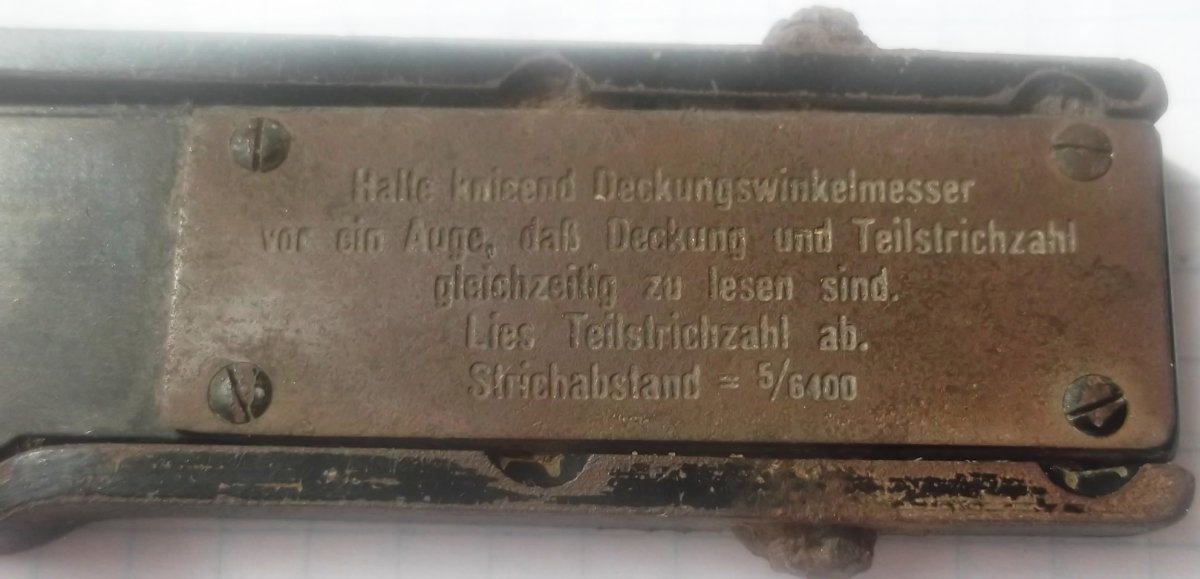 Halte knieend Deckungswinkelmesser
vor ein Auge, daß Deckung und Teilstrichzahl
gleichzeitig zu lesen sind.
Lies Teilstrichzahl ab.
Strichabstand = 5/6400